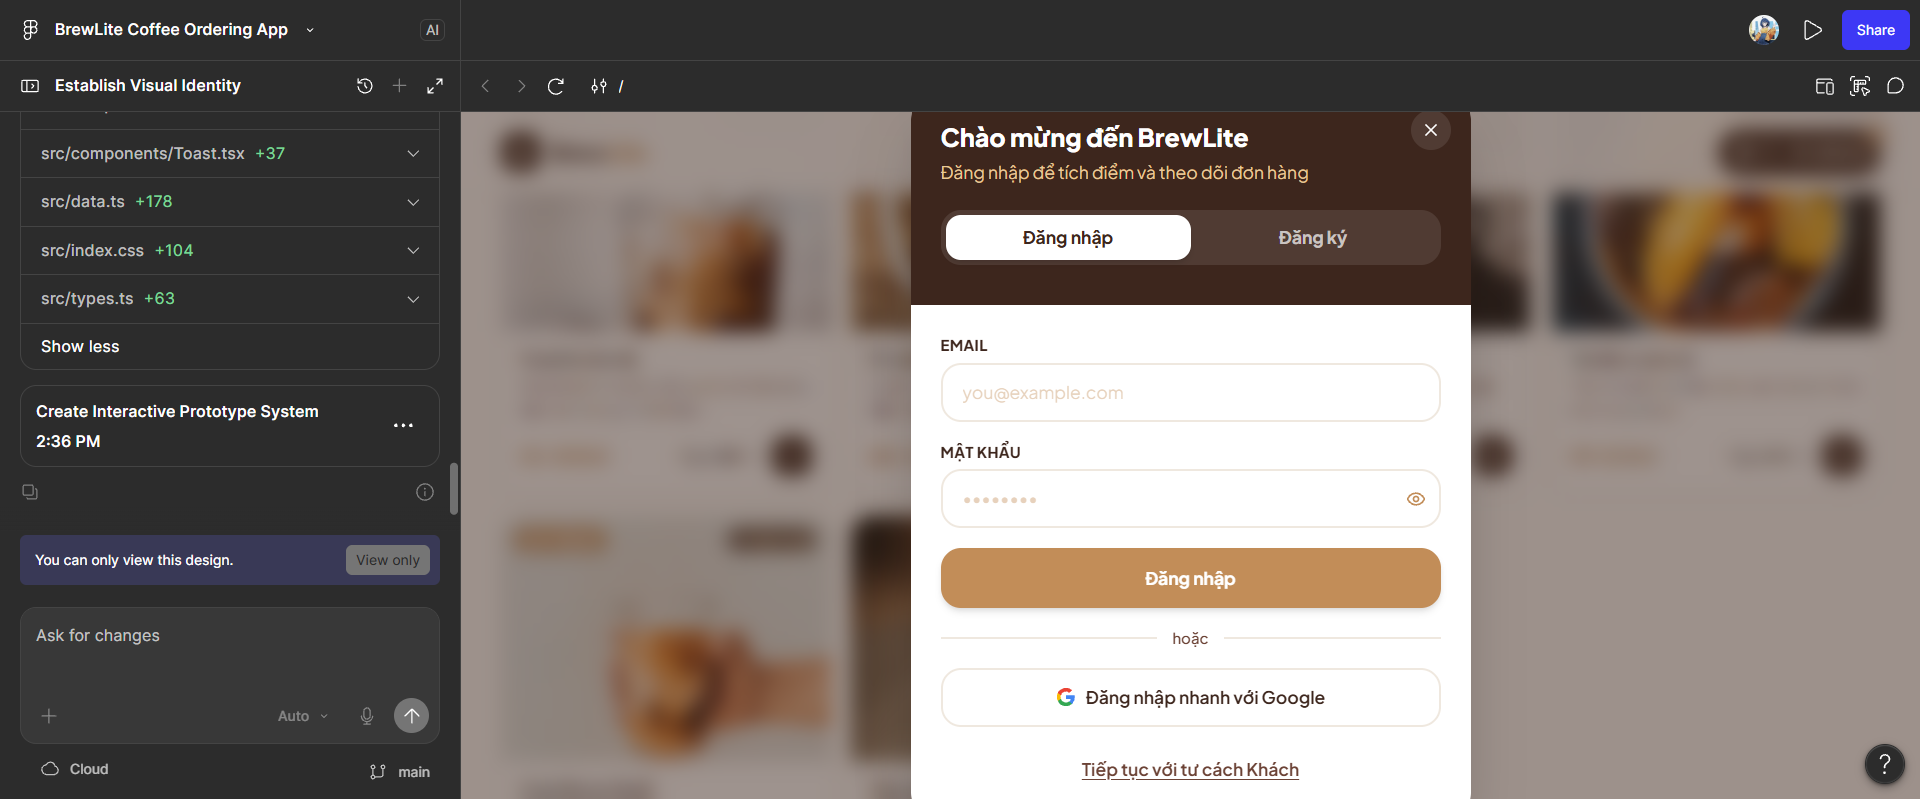 BrewLite Coffee Ordering App
AI
Share
Establish Visual Identity
/
src/components/Toast.tsx +37
src/data.ts +178
src/index.css +104
src/types.ts +63
Show less
Create Interactive Prototype System
2:36 PM
You can only view this design.
View only
Ask for changes
Auto
Cloud
main
Chào mừng đến BrewLite
Đăng nhập để tích điểm và theo dõi đơn hàng
Đăng nhập
Đăng ký
EMAIL
you@example.com
MẬT KHẨU
Đăng nhập
hoặc
Đăng nhập nhanh với Google
Tiếp tục với tư cách Khách
?